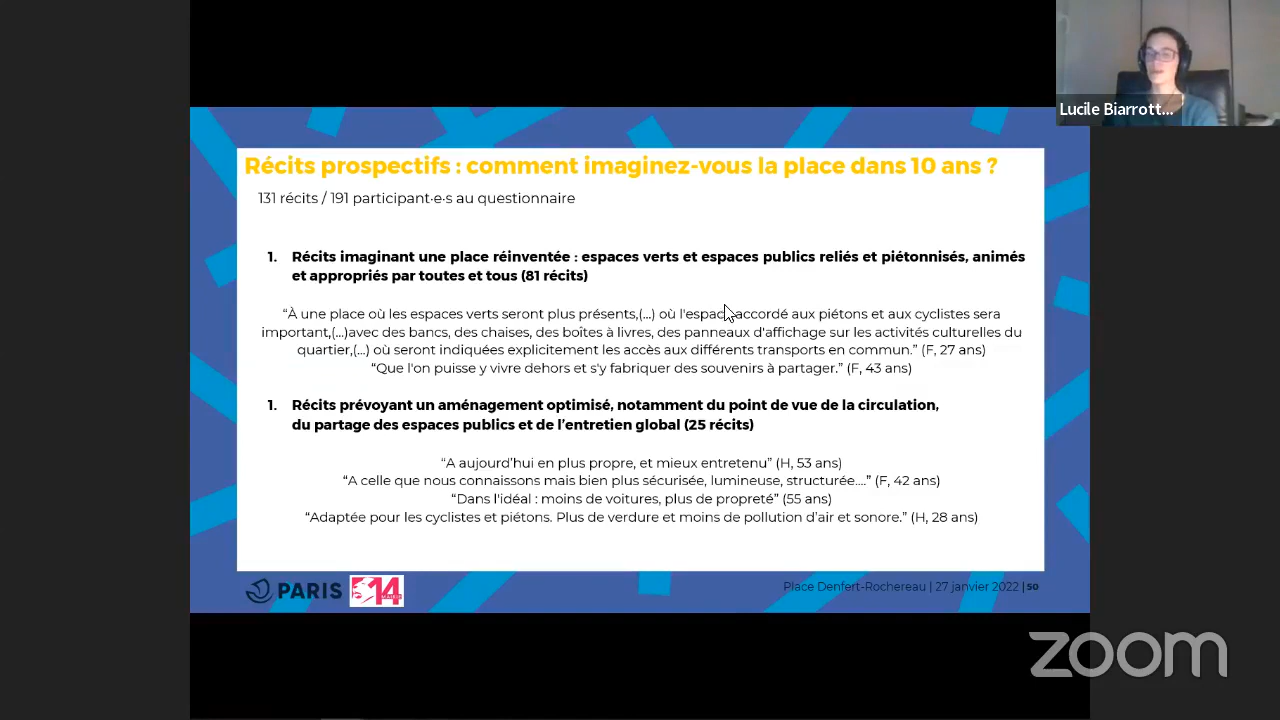 Lucile Biarrott...
Récits prospectifs : comment imaginez-vous la place dans 10 ans ?
131 récits / 191 participant·e·s au questionnaire
1. Récits imaginant une place réinventée : espaces verts et espaces publics reliés et piétonnisés, animés
et appropriés par toutes et tous (81 récits)
“À une place où les espaces verts seront plus présents,(...) où l'espac accordé aux piétons et aux cyclistes sera
important,(...)avec des bancs, des chaises, des boîtes à livres, des panneaux d'affichage sur les activités culturelles du
quartier,(...) où seront indiquées explicitement les accès aux différents transports en commun.” (F, 27 ans)
“Que l'on puisse y vivre dehors et s'y fabriquer des souvenirs à partager.” (F, 43 ans)
1. Récits prévoyant un aménagement optimisé, notamment du point de vue de la circulation,
du partage des espaces publics et de l’entretien global (25 récits)
“A aujourd’hui en plus propre, et mieux entretenu” (H, 53 ans)
“A celle que nous connaissons mais bien plus sécurisée, lumineuse, structurée....” (F, 42 ans)
“Dans l'idéal : moins de voitures, plus de propreté” (55 ans)
“Adaptée pour les cyclistes et piétons. Plus de verdure et moins de pollution d’air et sonore.” (H, 28 ans)
PARIS
14
MAIRIE
Place Denfert-Rochereau | 27 janvier 2022 | 50
zoom